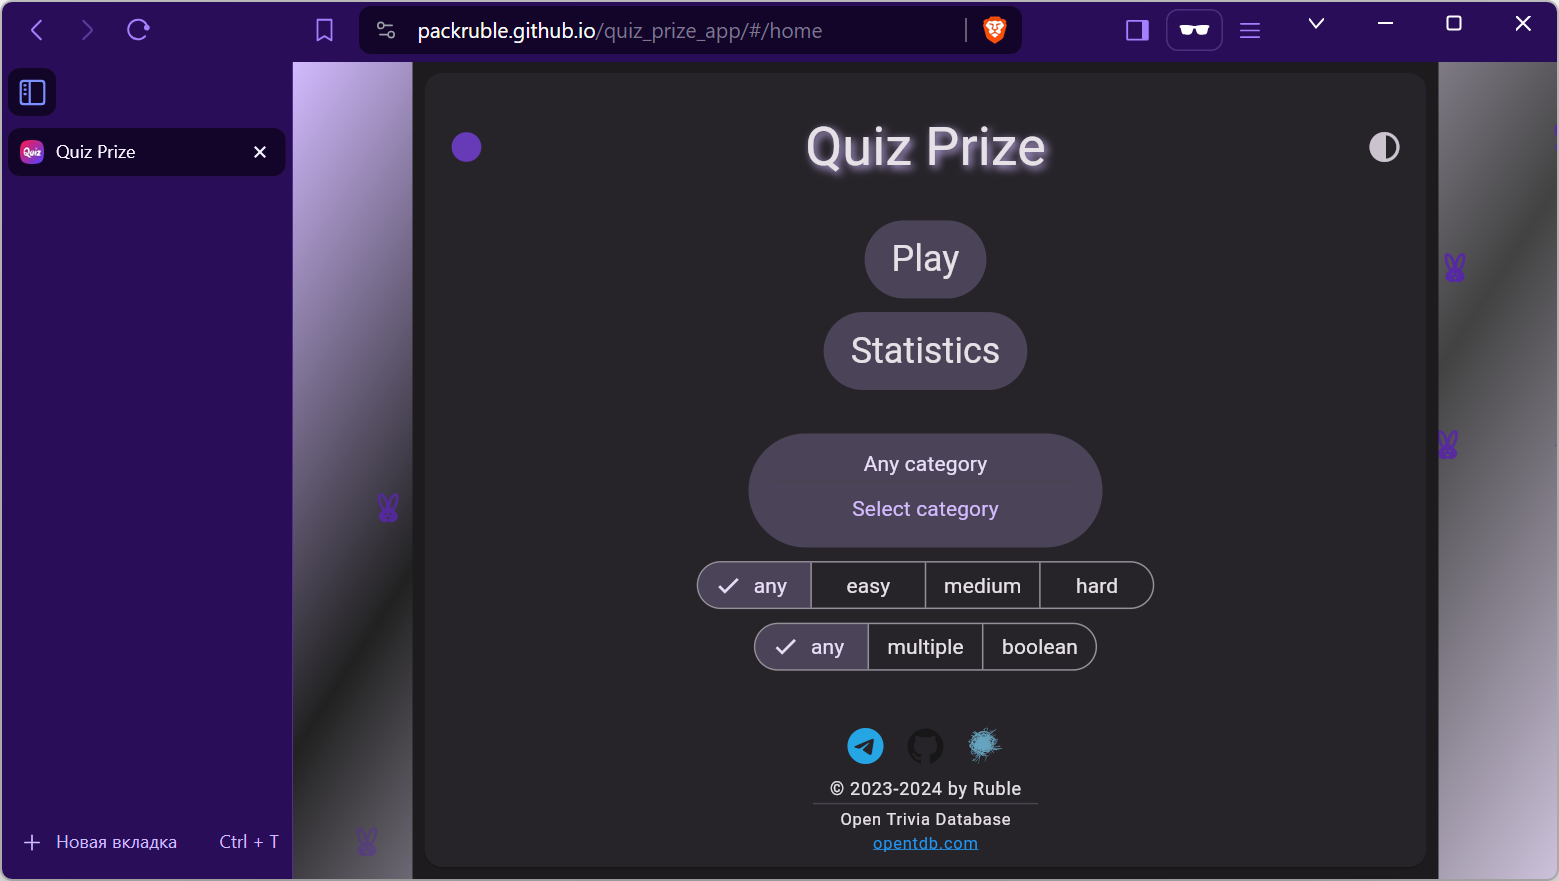 packruble.github.io/quiz_prize_app/#/home
Quiz
Quiz Prize
Quiz Prize
Play
Statistics
Any category
Select category
any easy medium hard
any multiple boolean
© 2023-2024 by Ruble
Open Trivia Database
opentdb.com
Новая вкладка Ctrl + T